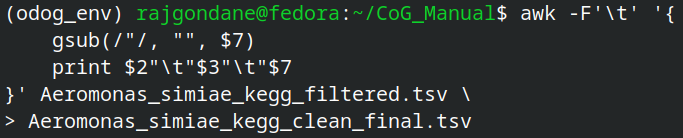 (odog_env) rajgondane@fedora:~/CoG_Manual$ awk -F'\t' '{
    gsub(/"/, "", $7)
    print $2"\t"$3"\t"$7
}' Aeromonas_simiae_kegg_filtered.tsv \
> Aeromonas_simiae_kegg_clean_final.tsv